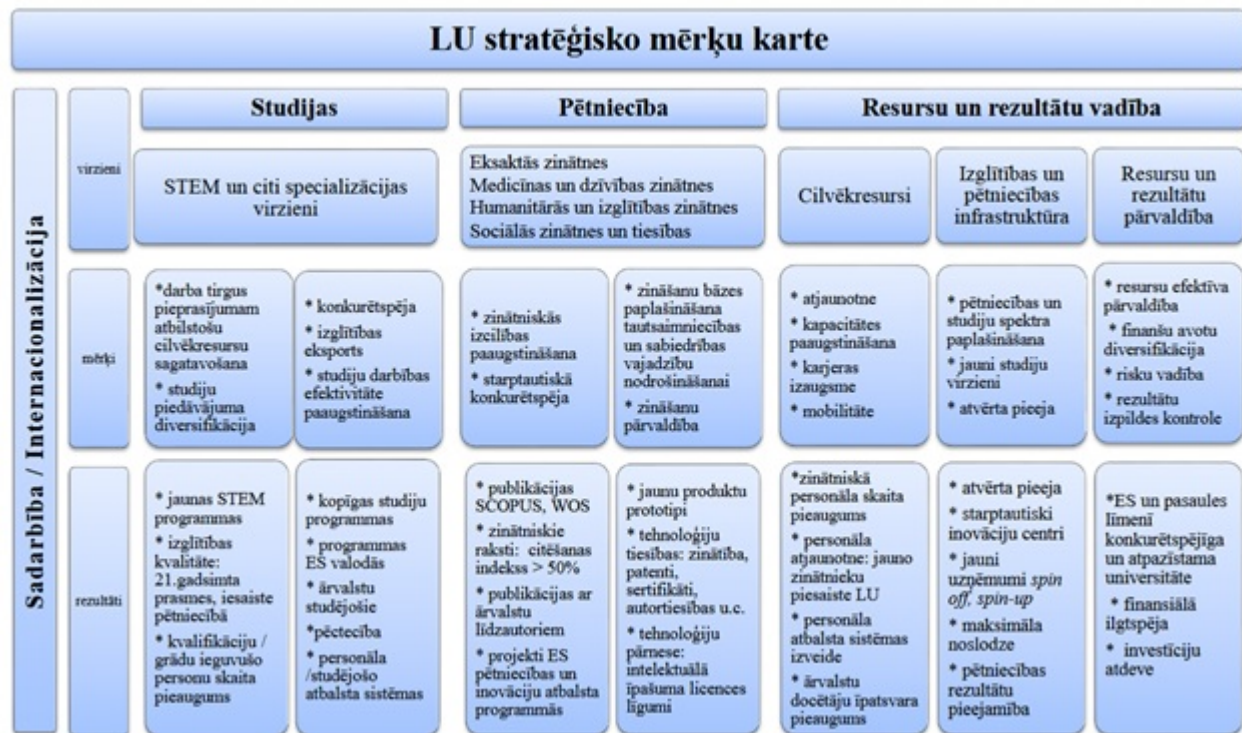 LU stratēģisko mērķu karte
Sadarbība / Internacionalizācija
virzieni
Studijas
Pētniecība
Resursu un rezultātu vadība
STEM un citi specializācijas
virzieni
Eksaktās zinātnes
Medicīnas un dzīvības zinātnes
Humanitārās un izglītības zinātnes
Sociālās zinātnes un tiesības
Cilvēkresursi
Izglītības un
pētniecības
infrastruktūra
Resursu un
rezultātu
pārvaldība
mērķi
*darba tirgus
pieprasījumam
atbilstošu
cilvēkresursu
sagatavošana
* studiju
piedāvājuma
diversifikācija
* konkurētspēja
* izglītības
eksports
* studiju darbības
efektivitāte
paaugstināšana
* zinātniskās
izcilības
paaugstināšana
* starptautiskā
konkurētspēja
* zināšanu bāzes
paplašināšana
tautsaimniecības
un sabiedrības
vajadzību
nodrošināšanai
* zināšanu
pārvaldība
* atjaunotne
* kapacitātes
paaugstināšana
* karjeras
izaugsme
* mobilitāte
* pētniecības un
studiju spektra
paplašināšana
* jauni studiju
virzieni
* atvērta pieeja
* resursu efektīva
pārvaldība
* finanšu avotu
diversifikācija
* risku vadība
* rezultātu
izpildes kontrole
rezultāti
* jaunas STEM
programmas
* izglītības
kvalitāte:
21.gadsimta
prasmes, iesaiste
pētniecībā
* kvalifikāciju /
grādu ieguvušo
personu skaita
pieaugums
* kopīgas studiju
programmas
* programmas
ES valodās
* ārvalstu
studējošie
*pēctecība
* personāla
/studējošo
atbalsta sistēmas
* publikācijas
SCOPUS, WOS
* zinātniskie
raksti: citēšanas
indekss > 50%
* publikācijas ar
ārvalstu
līdzautoriem
* projekti ES
pētniecības un
inovāciju atbalsta
programmās
* jaunu produktu
prototipi
* tehnoloģiju
tiesības: zinātība,
patenti,
sertifikāti,
autortiesības u.c.
* tehnoloģiju
pārnese:
intelektuālā
īpašuma licences
līgumi
*zinātniskā
personāla skaita
pieaugums
* personāla
atjaunotne: jauno
zinātnieku
piesaiste LU
* personāla
atbalsta sistēmas
izveide
* ārvalstu
docētāju īpatsvara
pieaugums
* atvērta pieeja
* starptautiski
inovāciju centri
* jauni
uzņēmumi spin
off, spin-up
* maksimāla
noslodze
* pētniecības
rezultātu
pieejamība
*ES un pasaules
līmenī
konkurētspējīga
un atpazīstama
universitāte
* finansiālā
ilgtspēja
* investīciju
atdeve